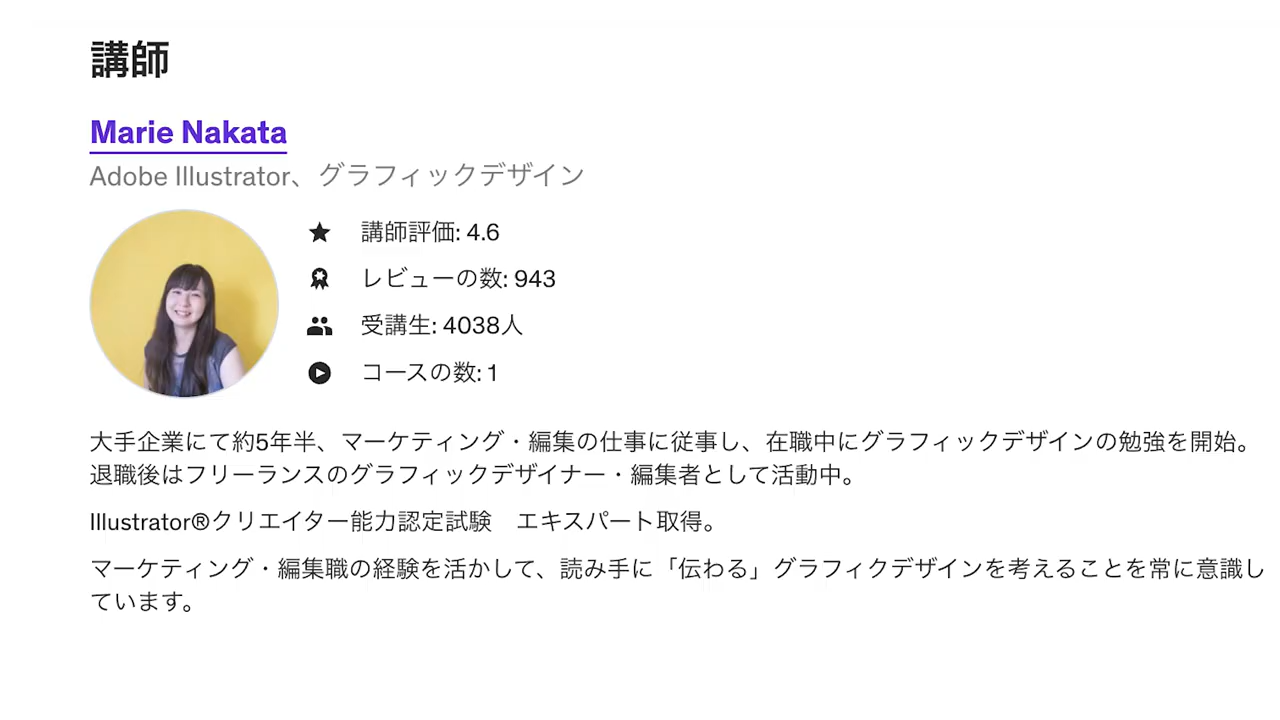 講師
Marie Nakata
Adobe Illustrator、グラフィックデザイン
講師評価: 4.6
レビューの数: 943
受講生: 4038人
コースの数: 1
大手企業にて約5年半、マーケティング・編集の仕事に従事し、在職中にグラフィックデザインの勉強を開始。
退職後はフリーランスのグラフィックデザイナー・編集者として活動中。
Illustrator®クリエイター能力認定試験　エキスパート取得。
マーケティング・編集職の経験を活かして、読み手に「伝わる」グラフィクデザインを考えることを常に意識し
ています。